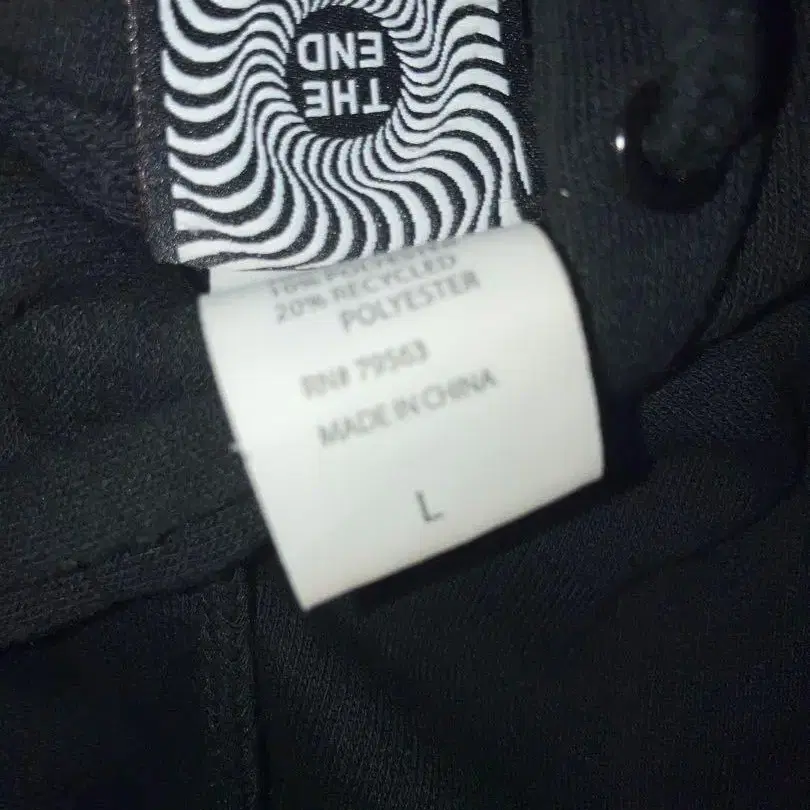 THE
END
20% RECYCLED
POLYESTER
RN# 79563
MADE IN CHINA
L